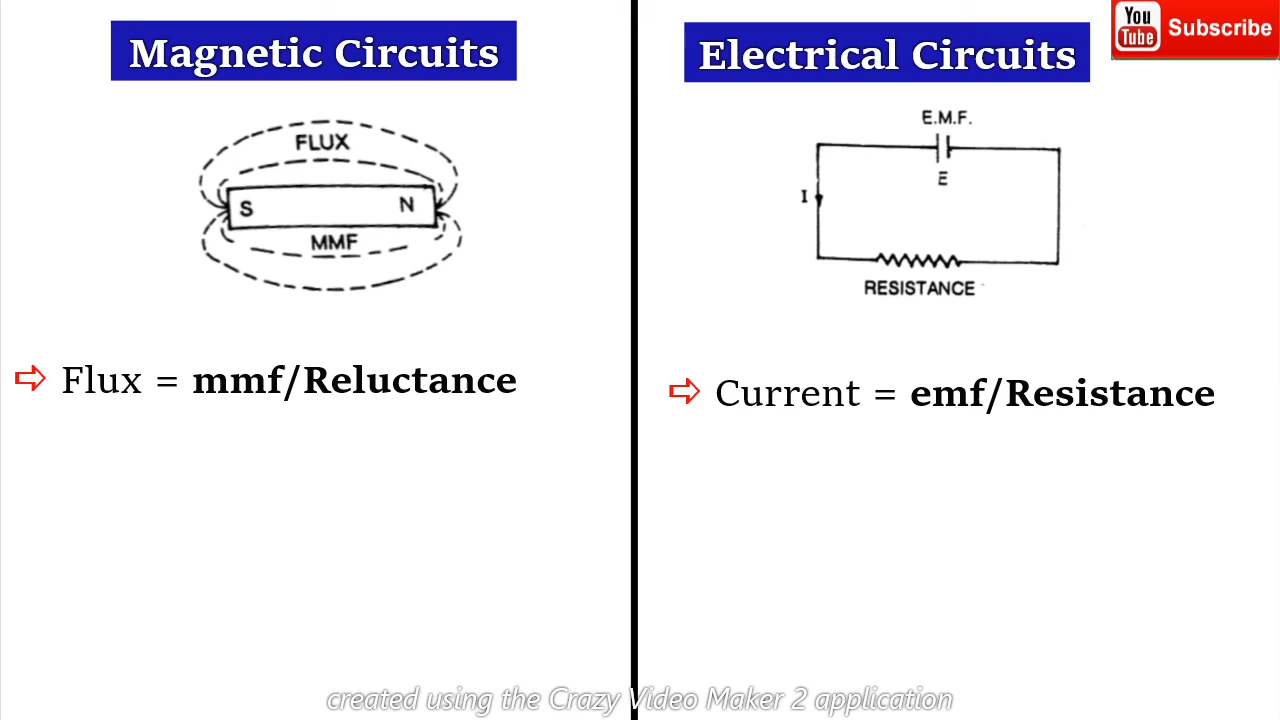 Magnetic Circuits
FLUX
S
N
MMF
Flux = mmf/Reluctance
Electrical Circuits
You
Tube
Subscribe
E.M.F.
E
I
RESISTANCE
Current = emf/Resistance
created using the Crazy Video Maker 2 application